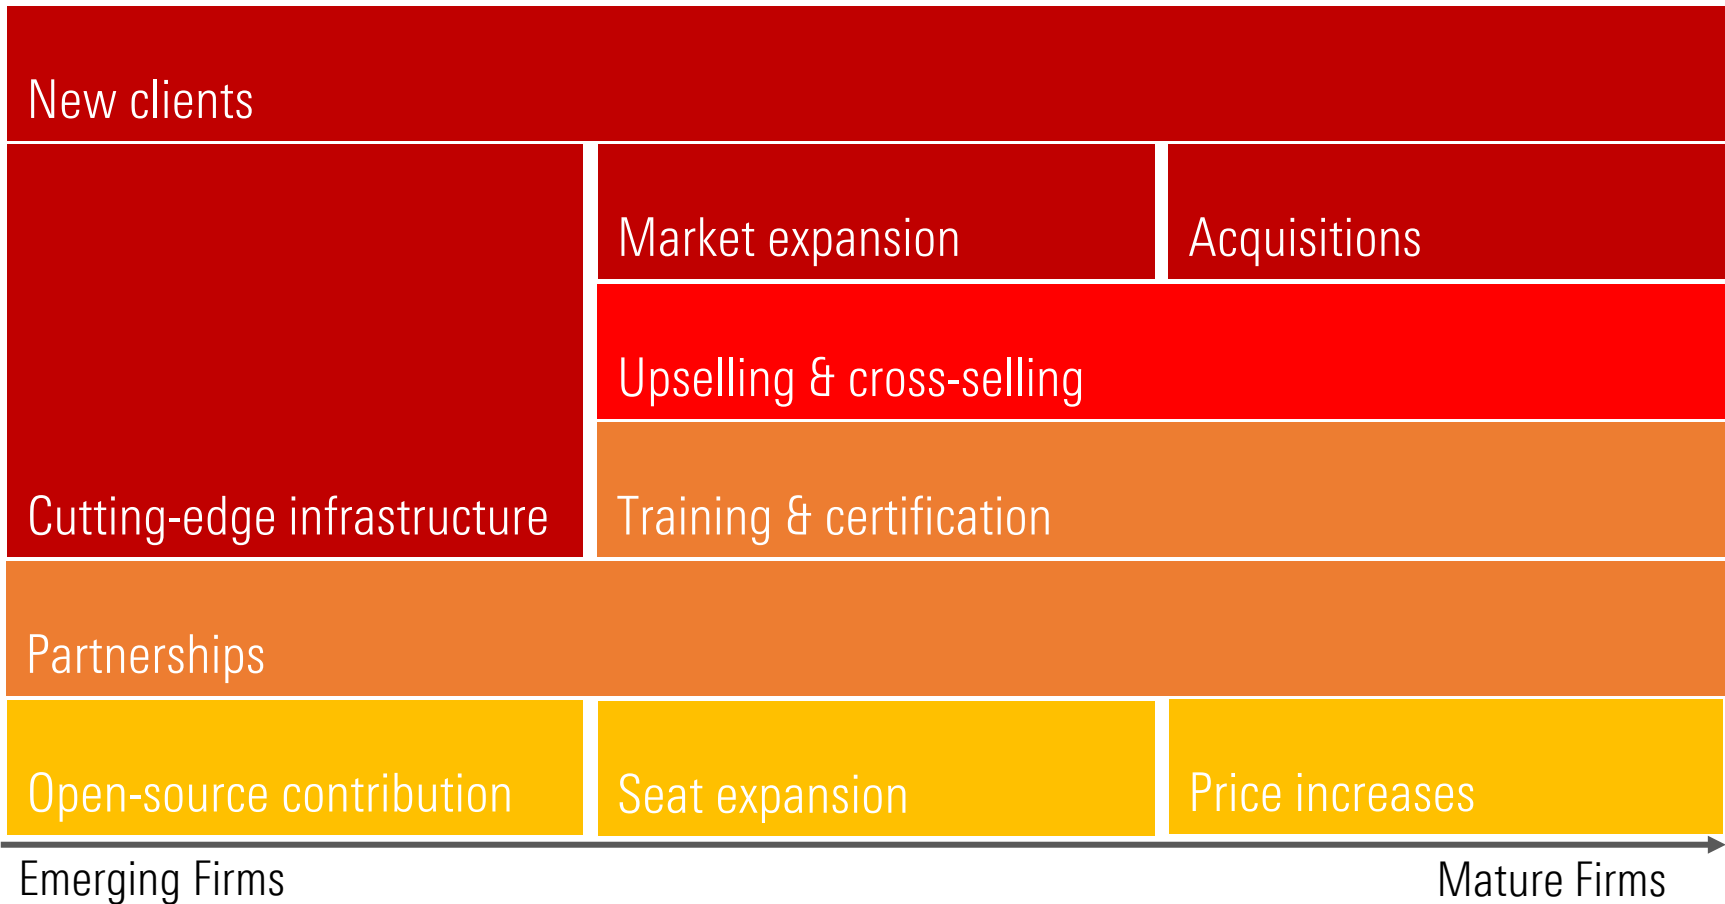 New clients
Market expansion
Acquisitions
Upselling & cross-selling
Cutting-edge infrastructure
Training & certification
Partnerships
Open-source contribution
Seat expansion
Price increases
Emerging Firms
Mature Firms